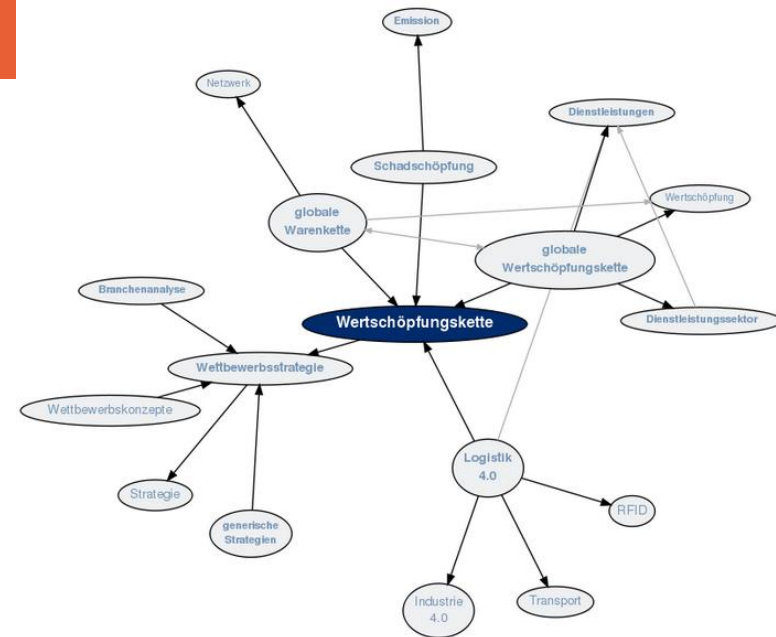 Emission
Netzwerk
Dienstleistungen
Schadschöpfung
Wertschöpfung
globale
Warenkette
globale
Wertschöpfungskette
Branchenanalyse
Wertschöpfungskette
Dienstleistungssektor
Wettbewerbsstrategie
Wettbewerbskonzepte
Logistik
4.0
Strategie
RFID
generische
Strategien
Industrie
4.0
Transport